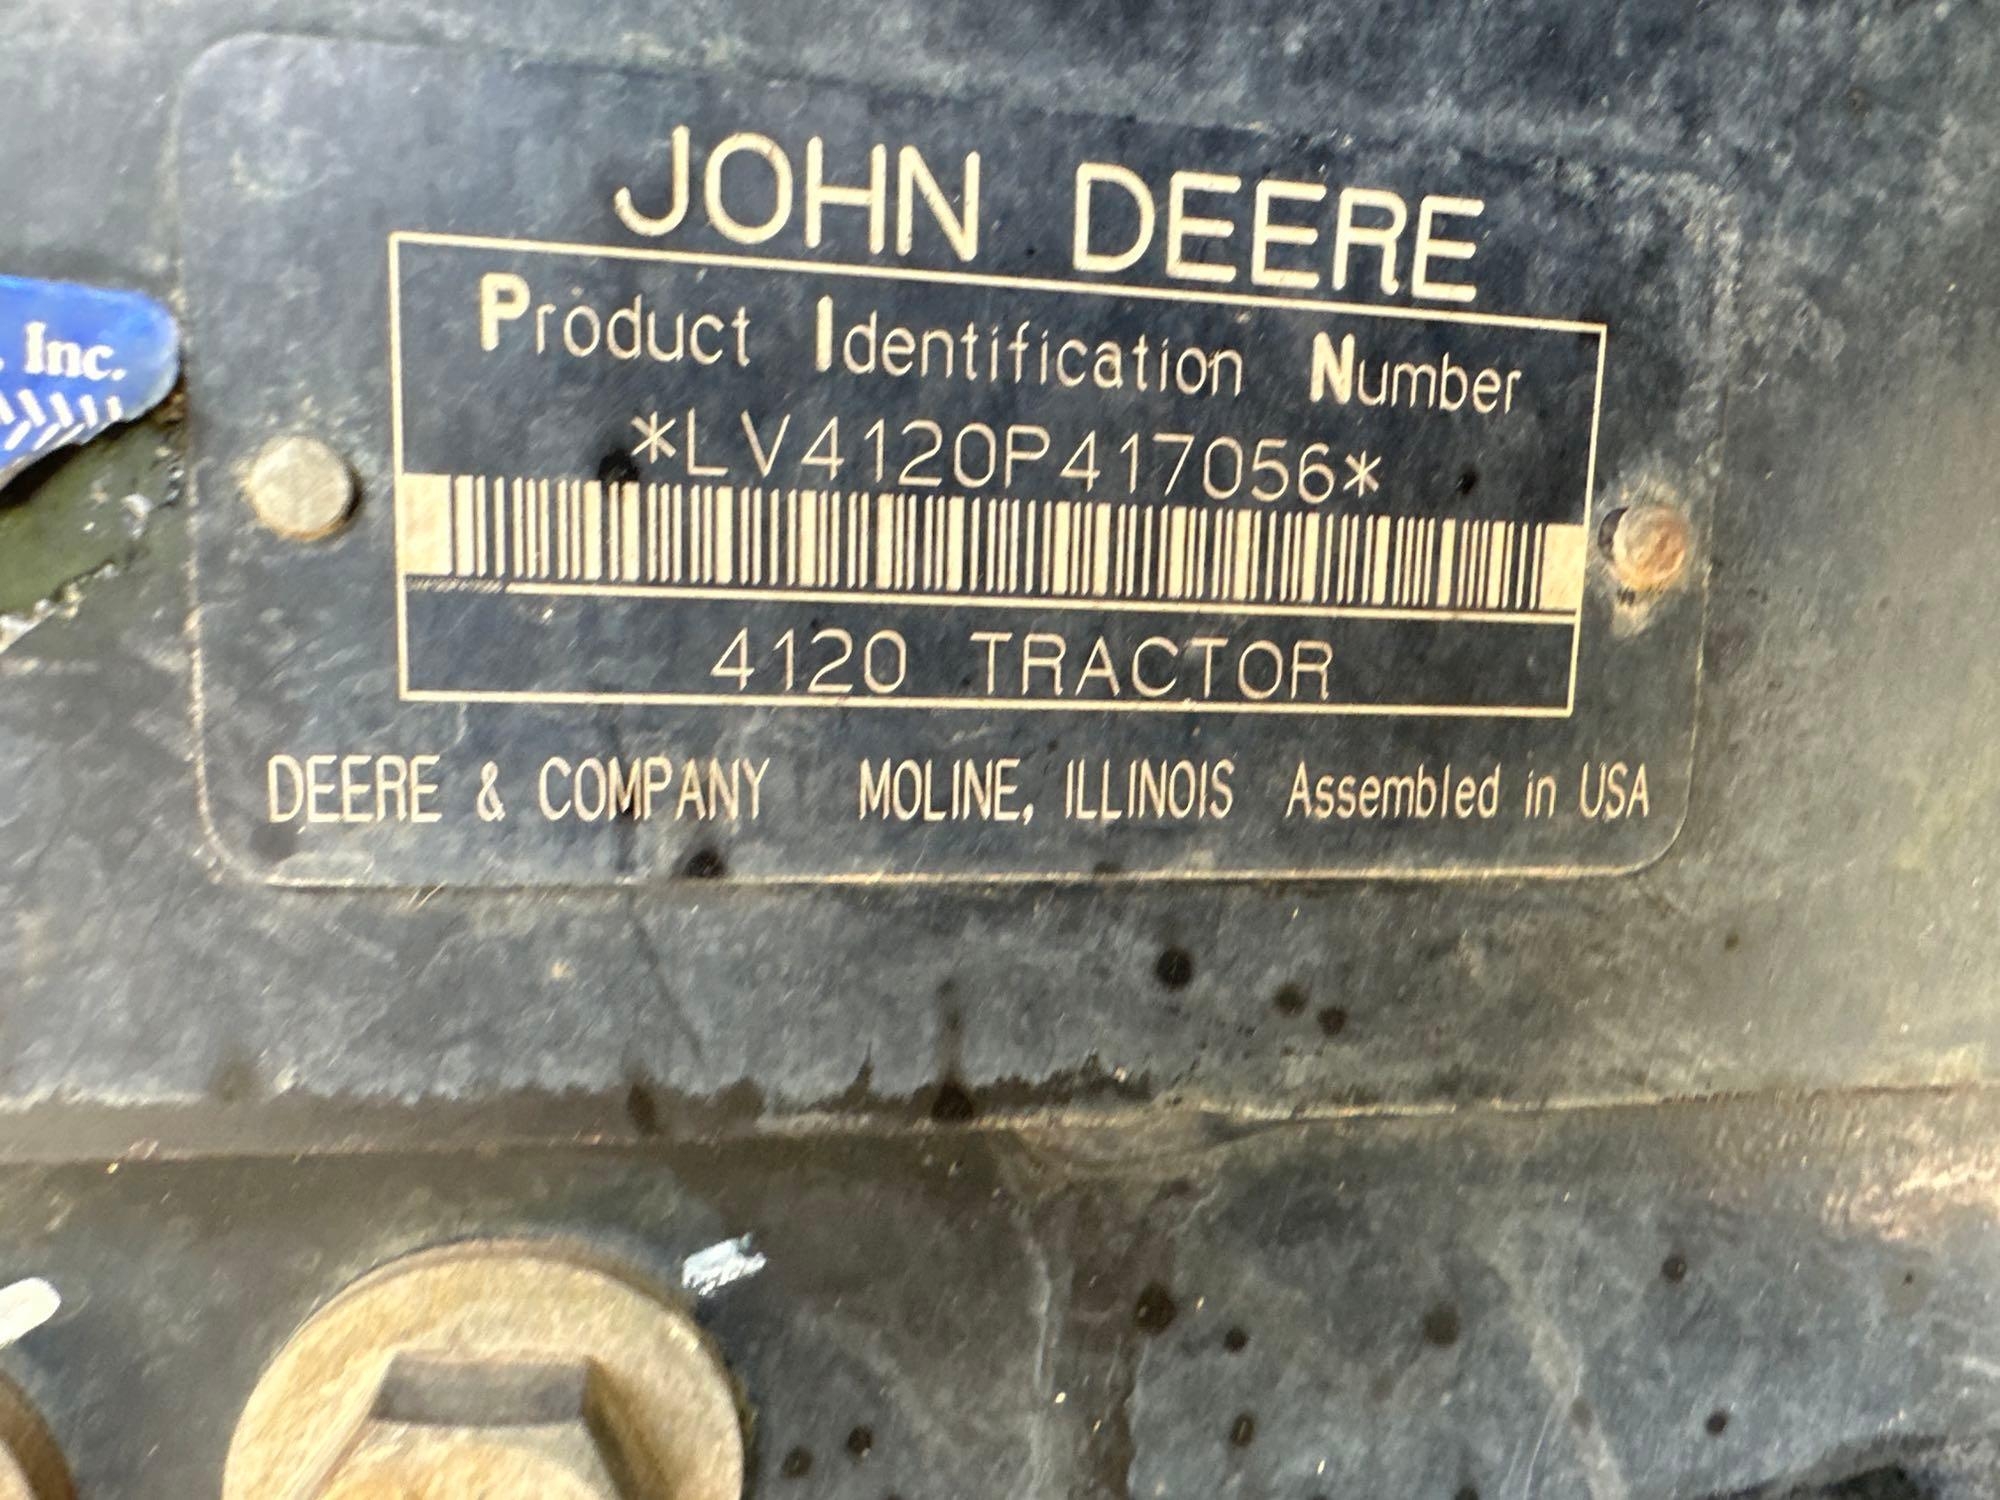 JOHN DEERE
Product Identification Number
*LV4120P417056*
4120 TRACTOR
DEERE & COMPANY MOLINE, ILLINOIS Assembled in USA
Inc.